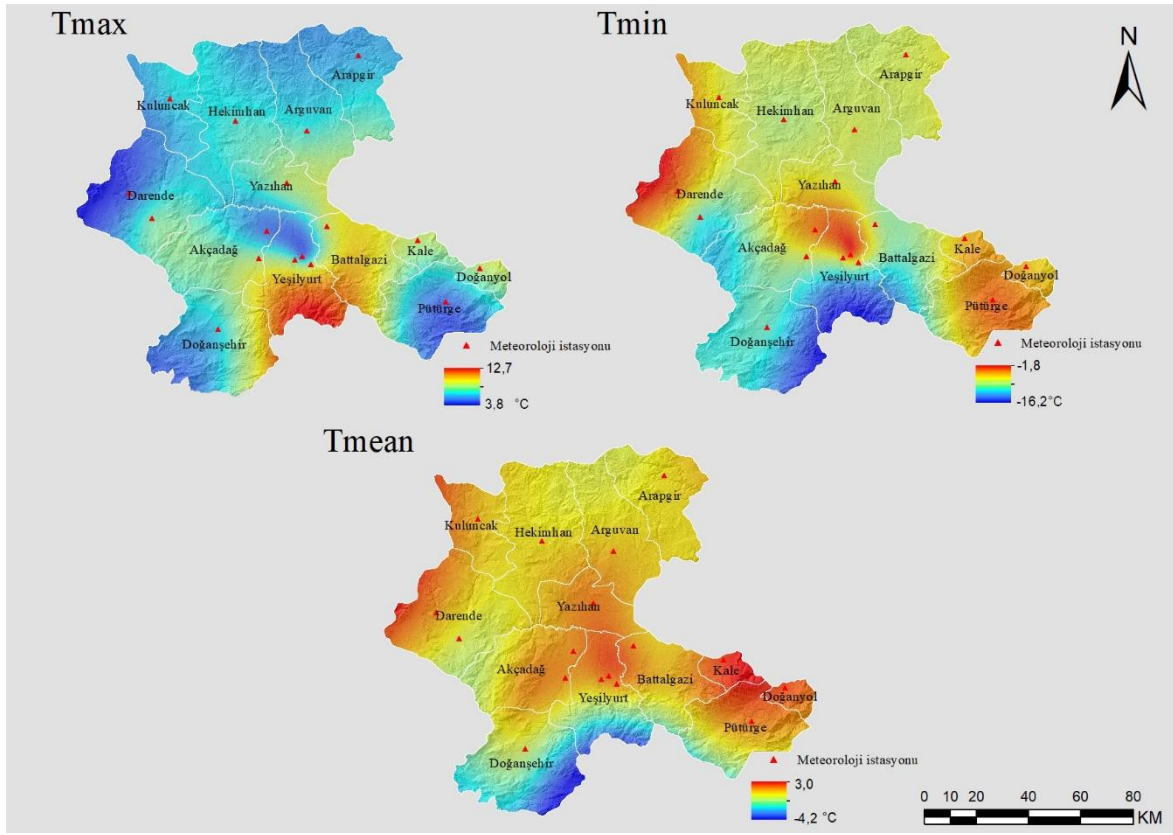 Tmax
Tmin
N
Arapgir
Kuluncak
Hekimhan
Arguvan
Yazıhan
Darende
Akçadağ
Battalgazi
Kale
Doğanyol
Yeşilyurt
Pütürge
Doğanşehir
Meteoroloji istasyonu
12,7
3,8 °C
Arapgir
Kuluncak
Hekimhan
Arguvan
Yazıhan
Darende
Akçadağ
Battalgazi
Kale
Doğanyol
Yeşilyurt
Pütürge
Doğanşehir
Meteoroloji istasyonu
-1,8
-16,2°C
Tmean
Arapgir
Kuluncak
Hekimhan
Arguvan
Yazıhan
Darende
Akçadağ
Battalgazi
Kale
Doğanyol
Yeşilyurt
Pütürge
Doğanşehir
Meteoroloji istasyonu
3,0
-4,2 °C
0 10 20 40 60 80
KM